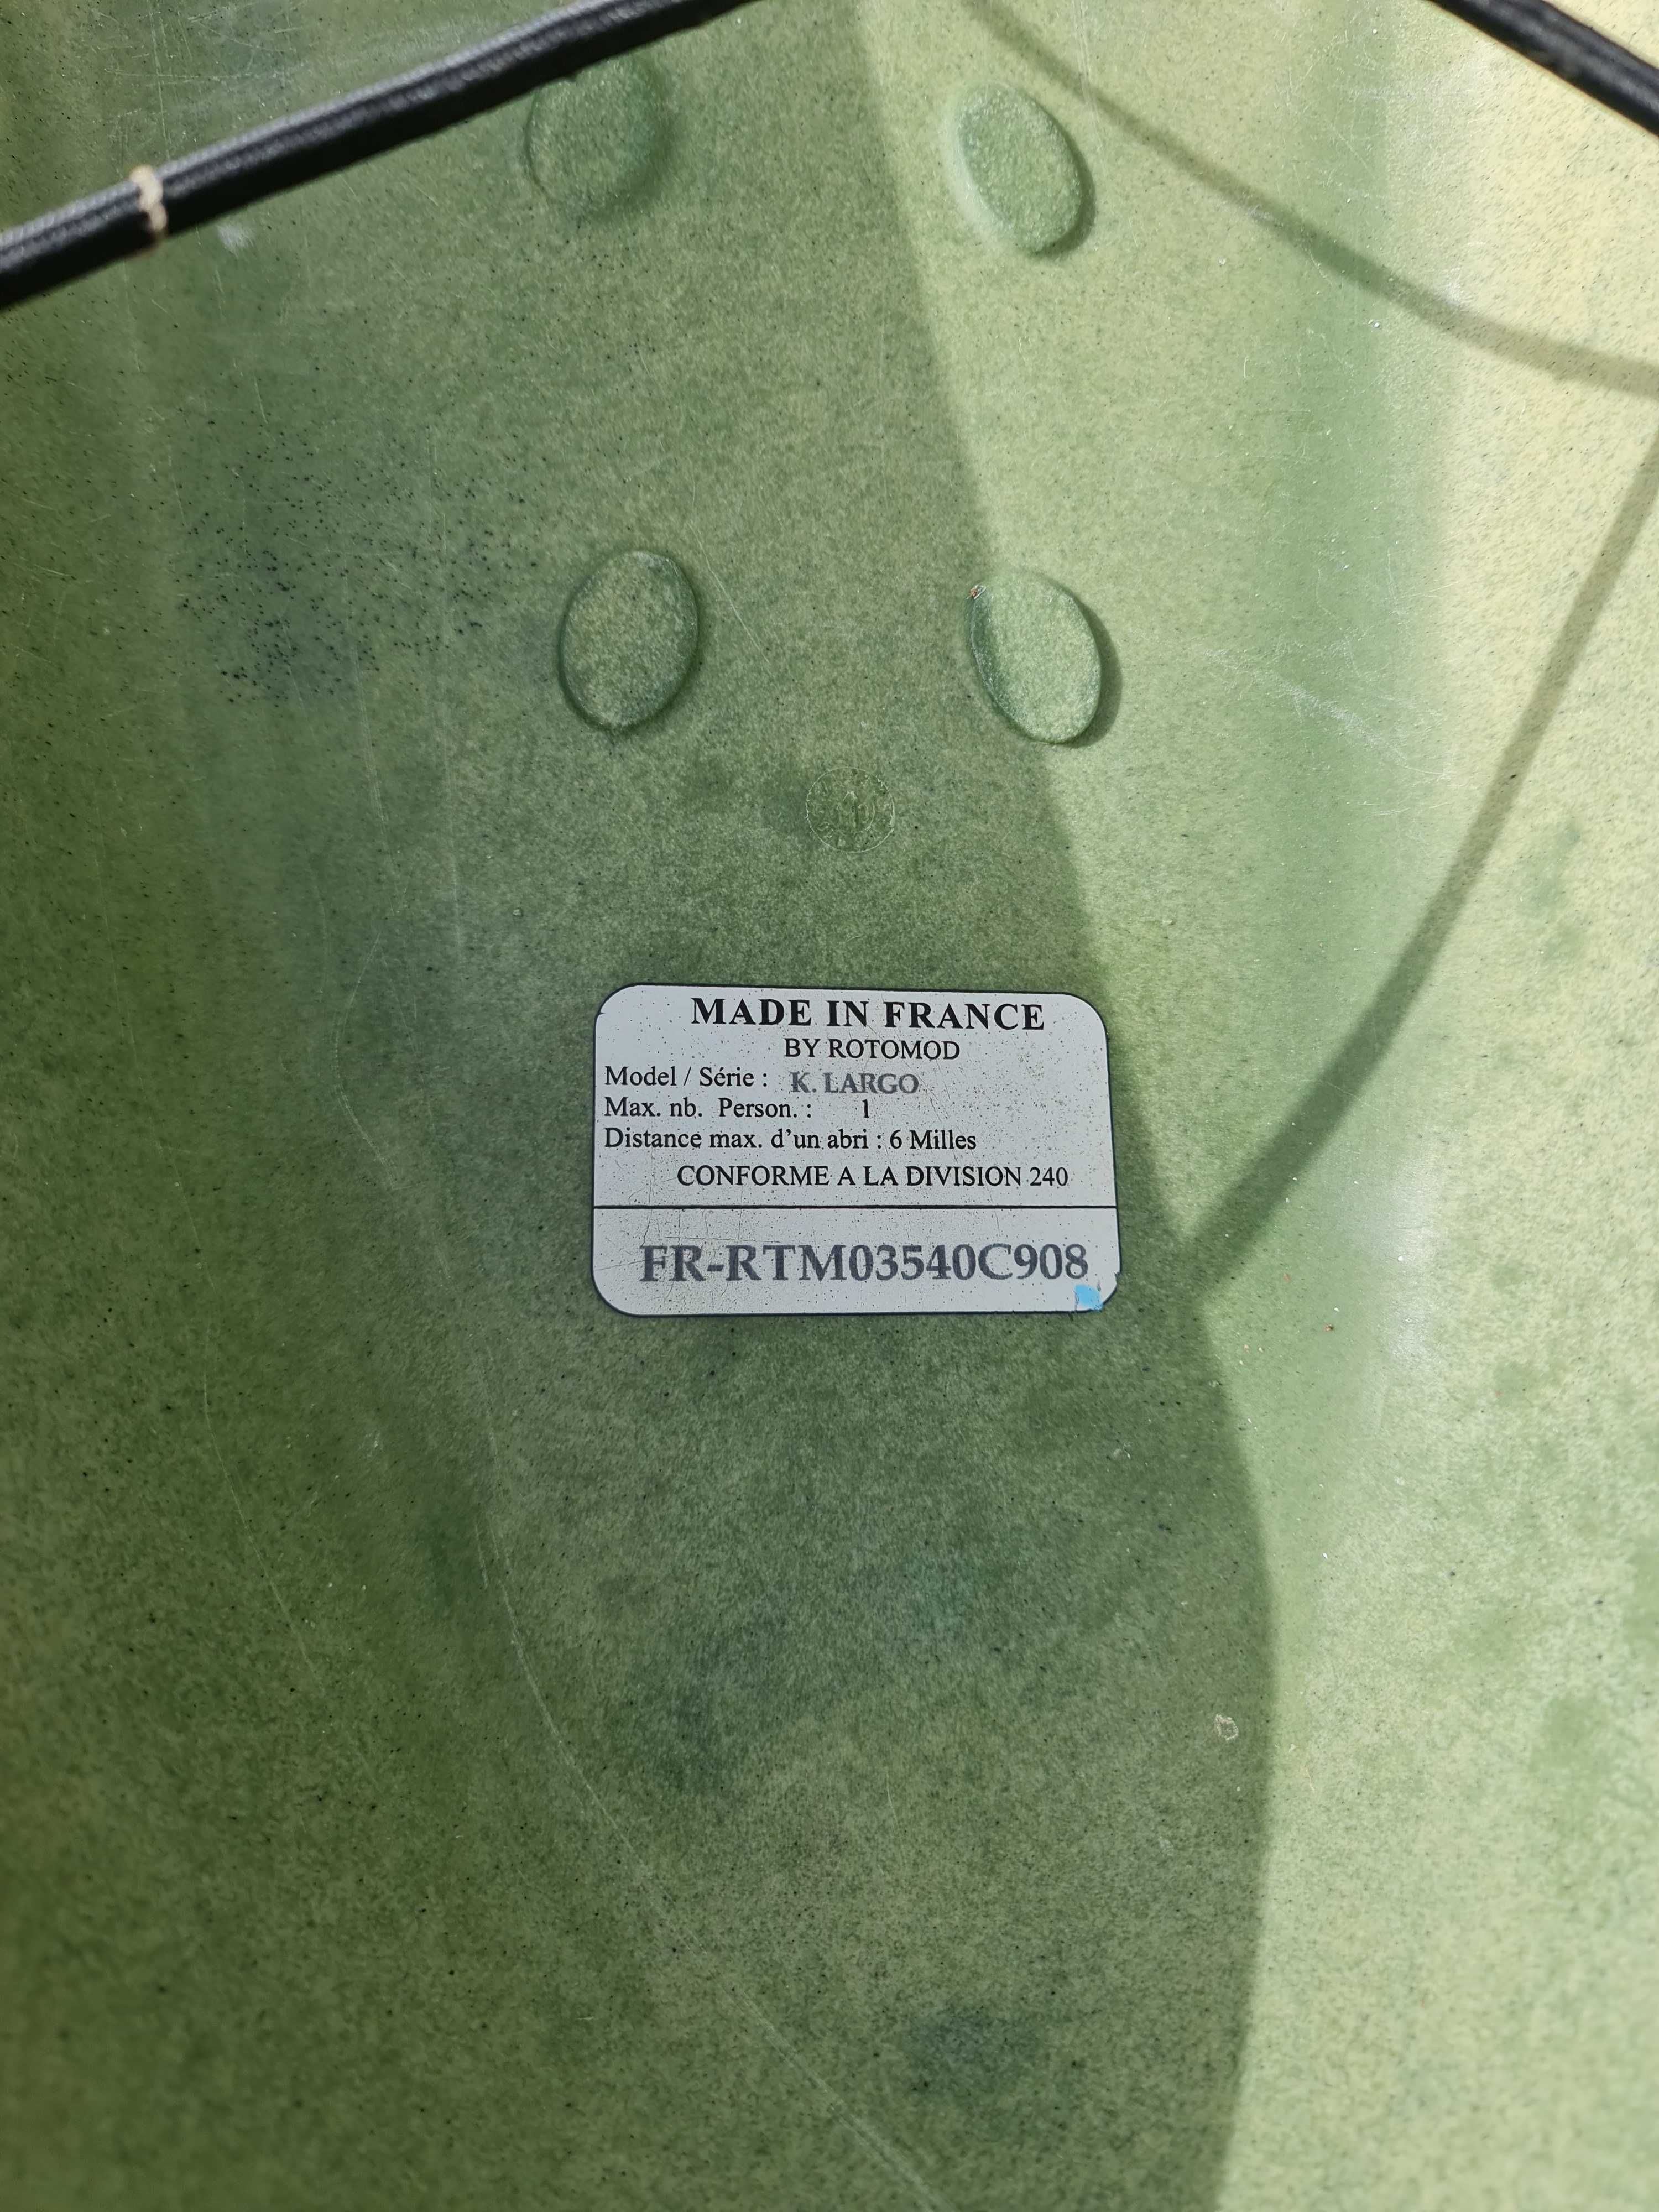 MADE IN FRANCE
BY ROTOMOD
Model / Série : K. LARGO
Max. nb. Person. : 1
Distance max. d'un abri : 6 Milles
CONFORME A LA DIVISION 240
FR-RTM03540C908